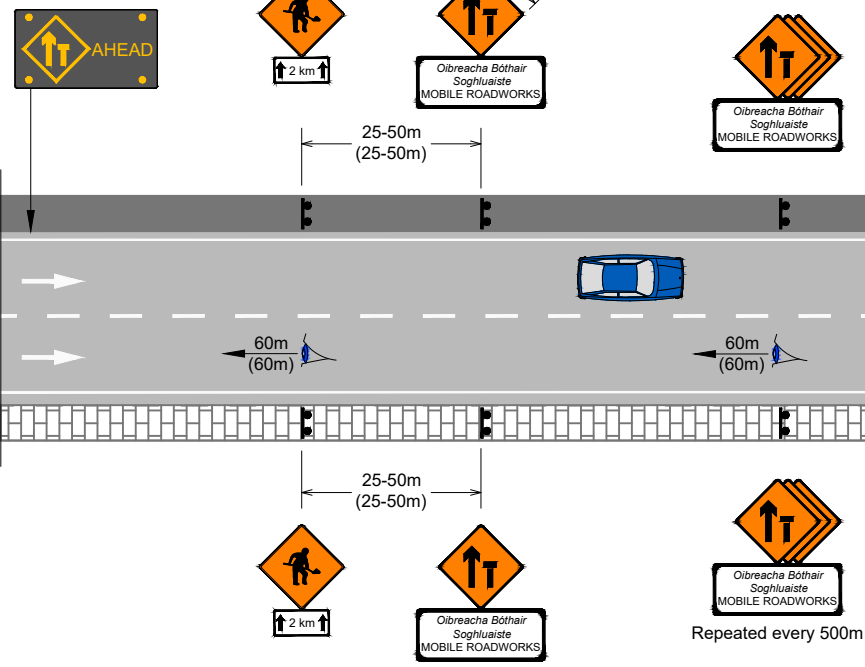 AHEAD
2 km
Oibreacha Bóthair
Soghluaiste
MOBILE ROADWORKS
Oibreacha Bóthair
Soghluaiste
MOBILE ROADWORKS
25-50m
(25-50m)
60m
(60m)
60m
(60m)
25-50m
(25-50m)
2 km
Oibreacha Bóthair
Soghluaiste
MOBILE ROADWORKS
Oibreacha Bóthair
Soghluaiste
MOBILE ROADWORKS
Repeated every 500m